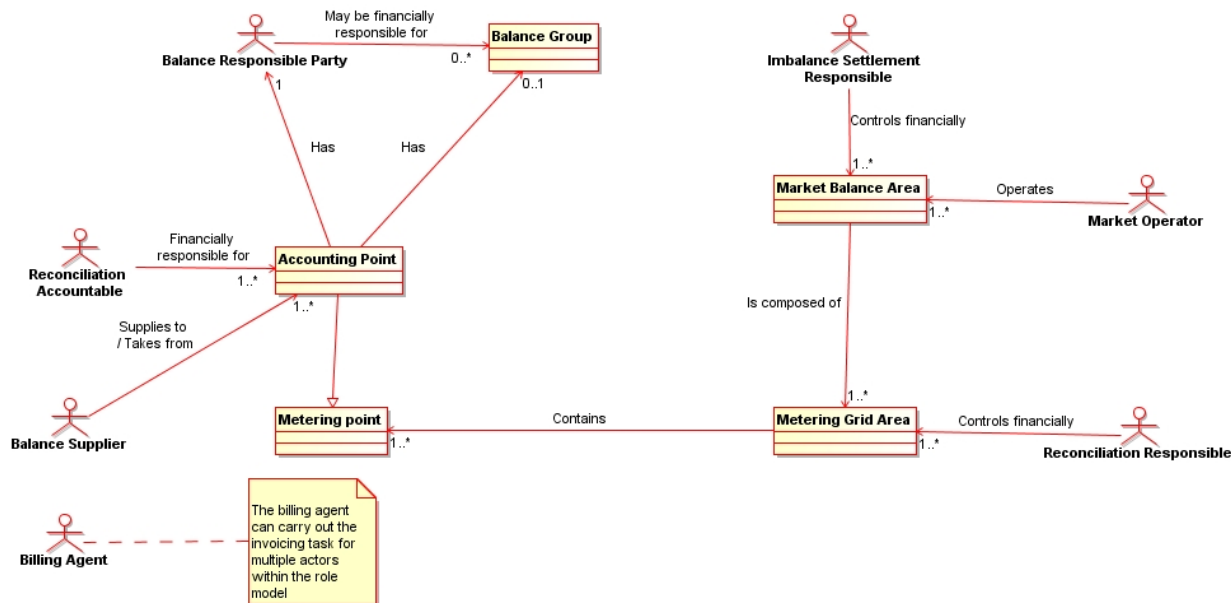 May be financially
responsible for
Balance Group
Balance Responsible Party
0..*
1
0..1
Imbalance Settlement
Responsible
Controls financially
1..*
Has
Has
Market Balance Area
Operates
1..*
Market Operator
Financially
responsible for
Accounting Point
Reconciliation
Accountable
1..*
1..*
Is composed of
Supplies to
/ Takes from
1..*
Metering point
Contains
Metering Grid Area
Controls financially
1..*
1..*
Balance Supplier
Reconciliation Responsible
The billing agent
can carry out the
invoicing task for
multiple actors
within the role
model
Billing Agent